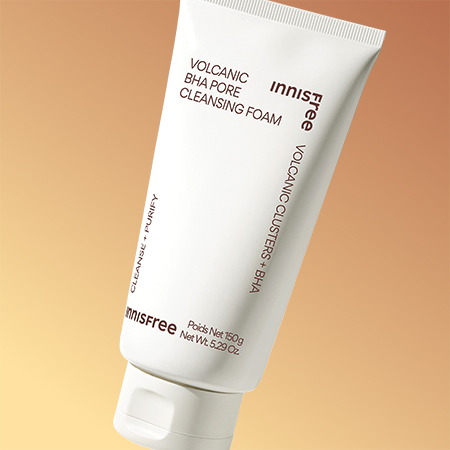 VOLCANIC
BHA PORE
CLEANSING FOAM
INNISFree
VOLCANIC CLUSTERS + BHA
CLEANSE + PURIFY
INNISFree
Poids Net 150g
Net Wt. 5.29 Oz.